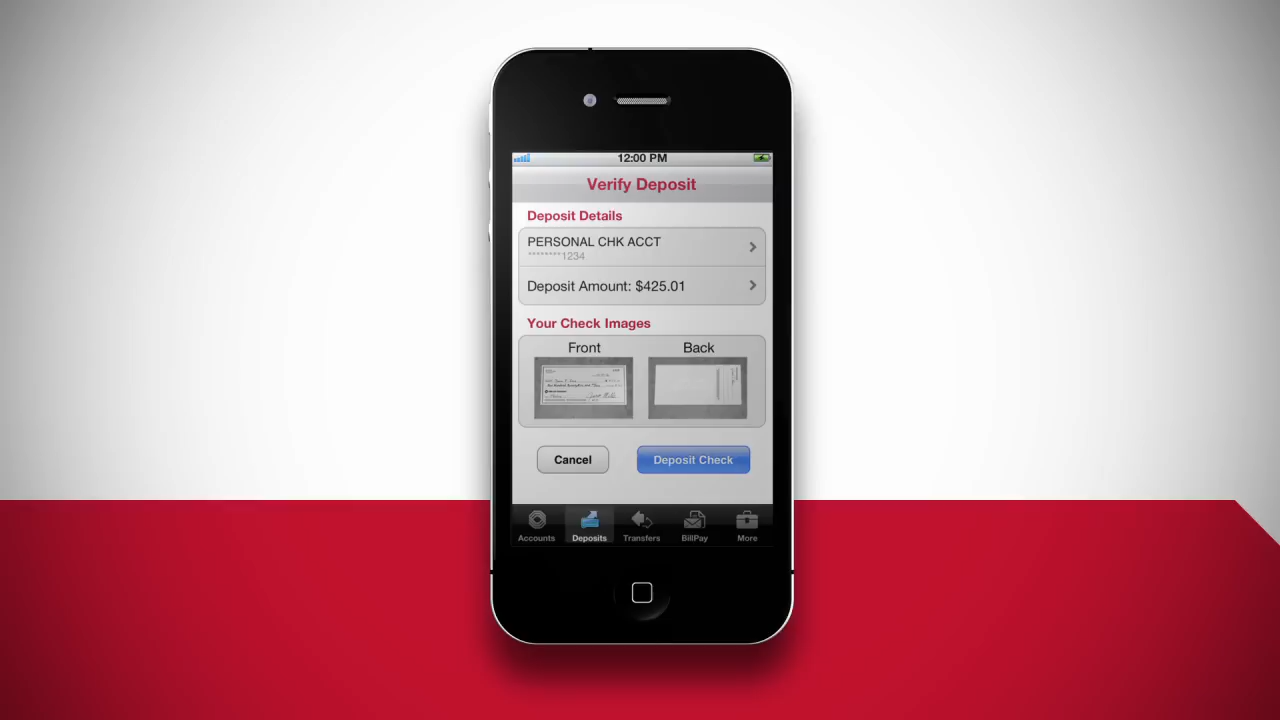 12:00 PM
Verify Deposit
Deposit Details
PERSONAL CHK ACCT
********1234
Deposit Amount: $425.01
Your Check Images
Front
Back
Cancel
Deposit Check
Accounts
Deposits
Transfers
BillPay
More